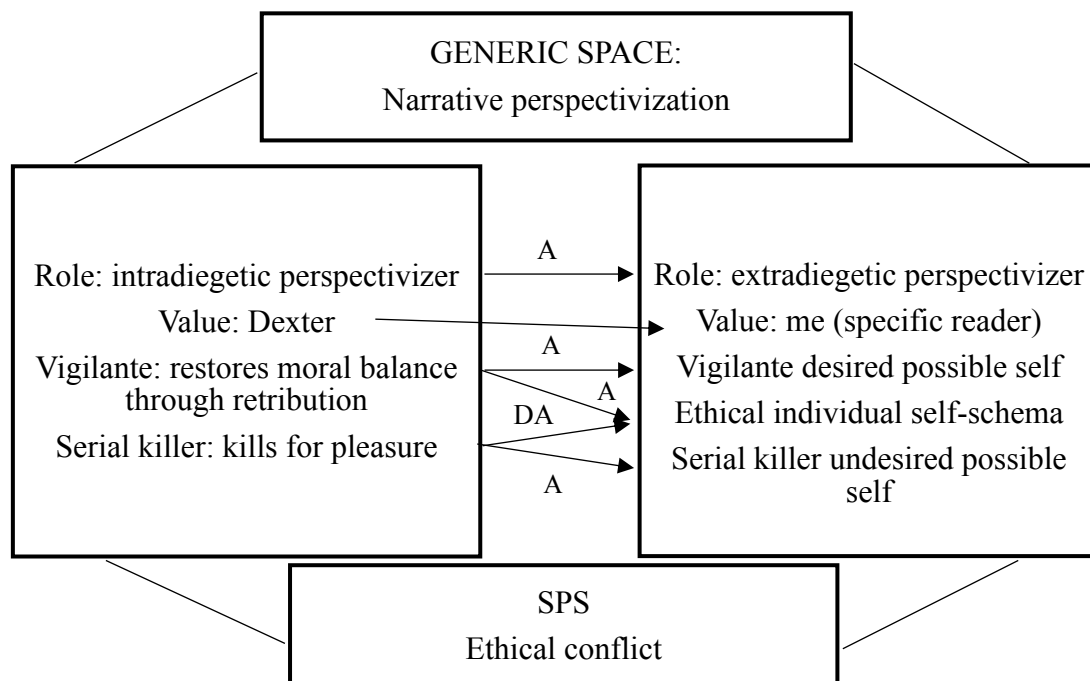 GENERIC SPACE:
Narrative perspectivization
Role: intradiegetic perspectivizer
Value: Dexter
Vigilante: restores moral balance
through retribution
Serial killer: kills for pleasure
A
A
A
DA
A
Role: extradiegetic perspectivizer
Value: me (specific reader)
Vigilante desired possible self
Ethical individual self-schema
Serial killer undesired possible
self
SPS
Ethical conflict